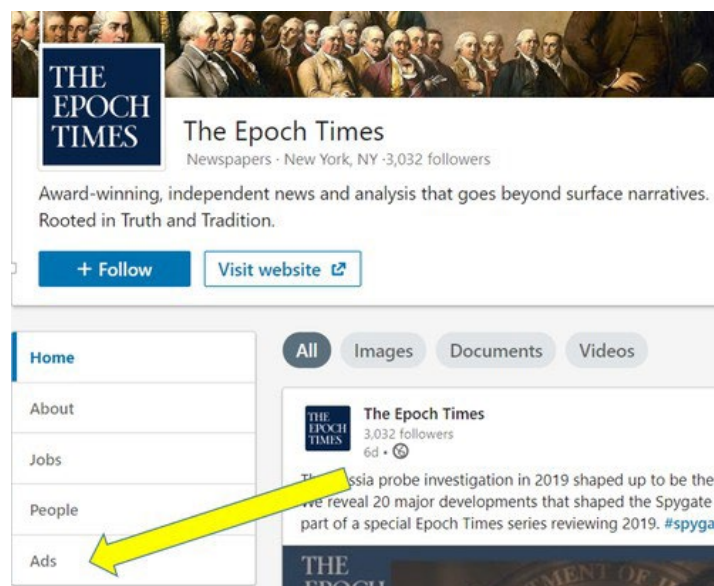 THE
EPOCH
TIMES
The Epoch Times
Newspapers · New York, NY ·3,032 followers
Award-winning, independent news and analysis that goes beyond surface narratives.
Rooted in Truth and Tradition.
+ Follow
Visit website
Home
About
Jobs
People
Ads
All
Images
Documents
Videos
THE
EPOCH
TIMES
The Epoch Times
3,032 followers
6d •
probe investigation in 2019 shaped up to be the
reveal 20 major developments that shaped the Spygate
part of a special Epoch Times series reviewing 2019. #spyga
THE
EPOCH